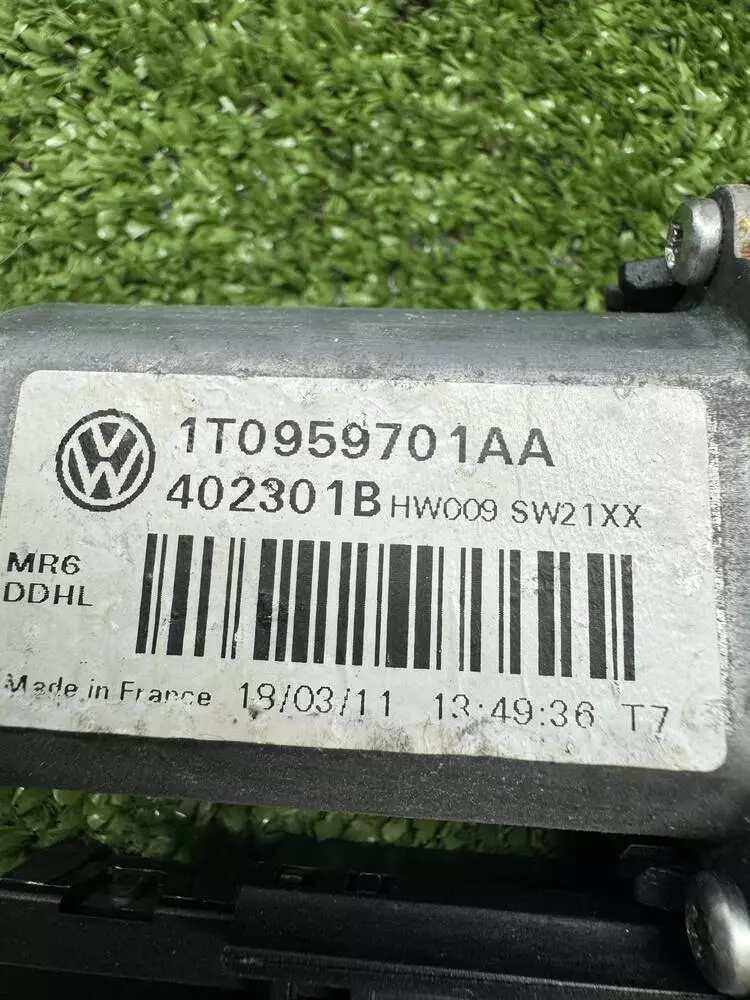 1T0959701AA
402301B HW009 SW21XX
MR6
DDHL
Made in France 18/03/11 13:49:36 T7